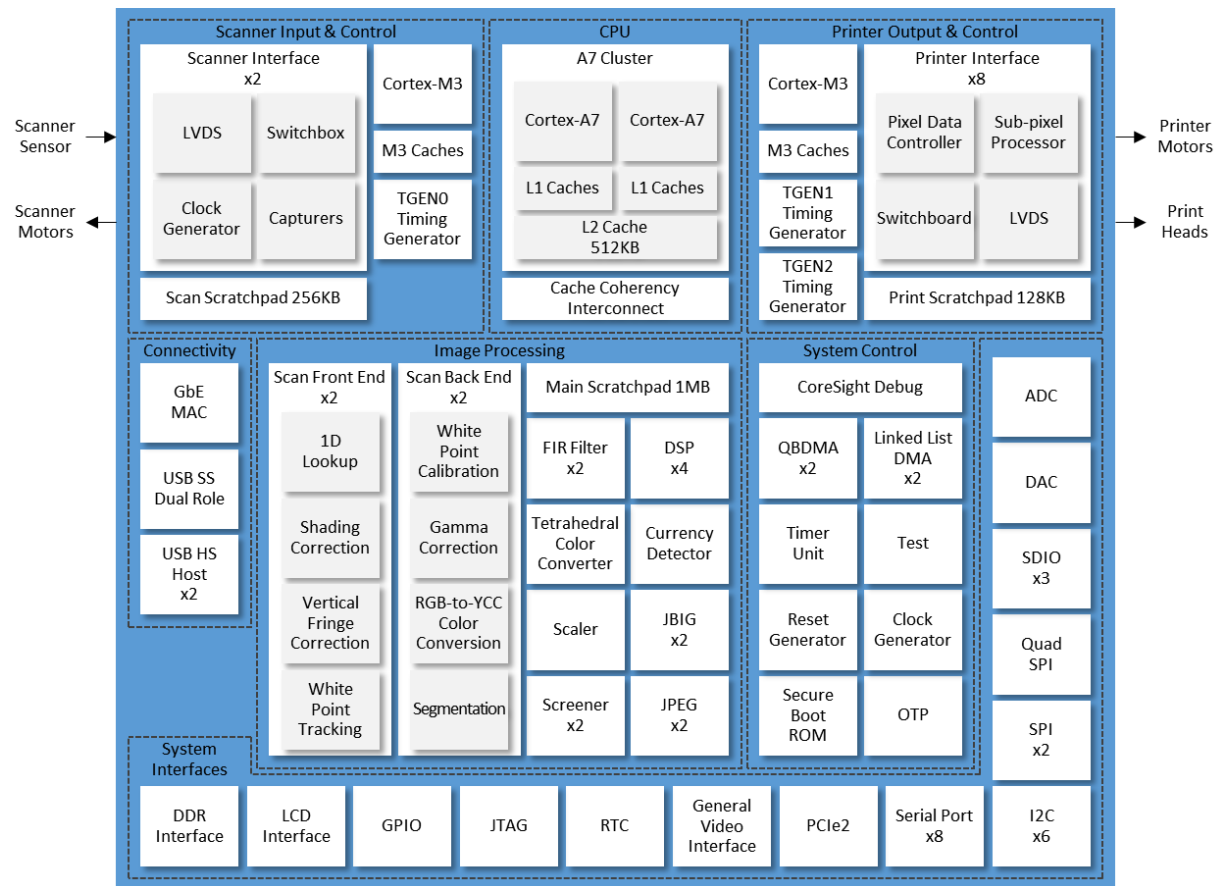 Scanner Input & Control
Scanner Interface
x2
LVDS
Switchbox
Clock
Generator
Capturers
Scan Scratchpad 256KB
Cortex-M3
M3 Caches
TGEN0
Timing
Generator
Scanner
Sensor
Scanner
Motors
CPU
A7 Cluster
Cortex-A7
Cortex-A7
L1 Caches
L1 Caches
L2 Cache
512KB
Cache Coherency
Interconnect
Printer Output & Control
Cortex-M3
M3 Caches
TGEN1
Timing
Generator
TGEN2
Timing
Generator
Printer Interface
x8
Pixel Data
Controller
Sub-pixel
Processor
Switchboard
LVDS
Print Scratchpad 128KB
Printer
Motors
Print
Heads
Connectivity
GbE
MAC
USB SS
Dual Role
USB HS
Host
x2
Image Processing
Scan Front End
x2
1D
Lookup
Shading
Correction
Vertical
Fringe
Correction
White
Point
Tracking
Scan Back End
x2
White
Point
Calibration
Gamma
Correction
RGB-to-YCC
Color
Conversion
Segmentation
Main Scratchpad 1MB
FIR Filter
x2
DSP
x4
Tetrahedral
Color
Converter
Currency
Detector
Scaler
JBIG
x2
Screener
x2
JPEG
x2
System Control
CoreSight Debug
QBDMA
x2
Linked List
DMA
x2
Timer
Unit
Test
Reset
Generator
Clock
Generator
Secure
Boot
ROM
OTP
ADC
DAC
SDIO
x3
Quad
SPI
SPI
x2
System
Interfaces
DDR
Interface
LCD
Interface
GPIO
JTAG
RTC
General
Video
Interface
PCIe2
Serial Port
x8
I2C
x6